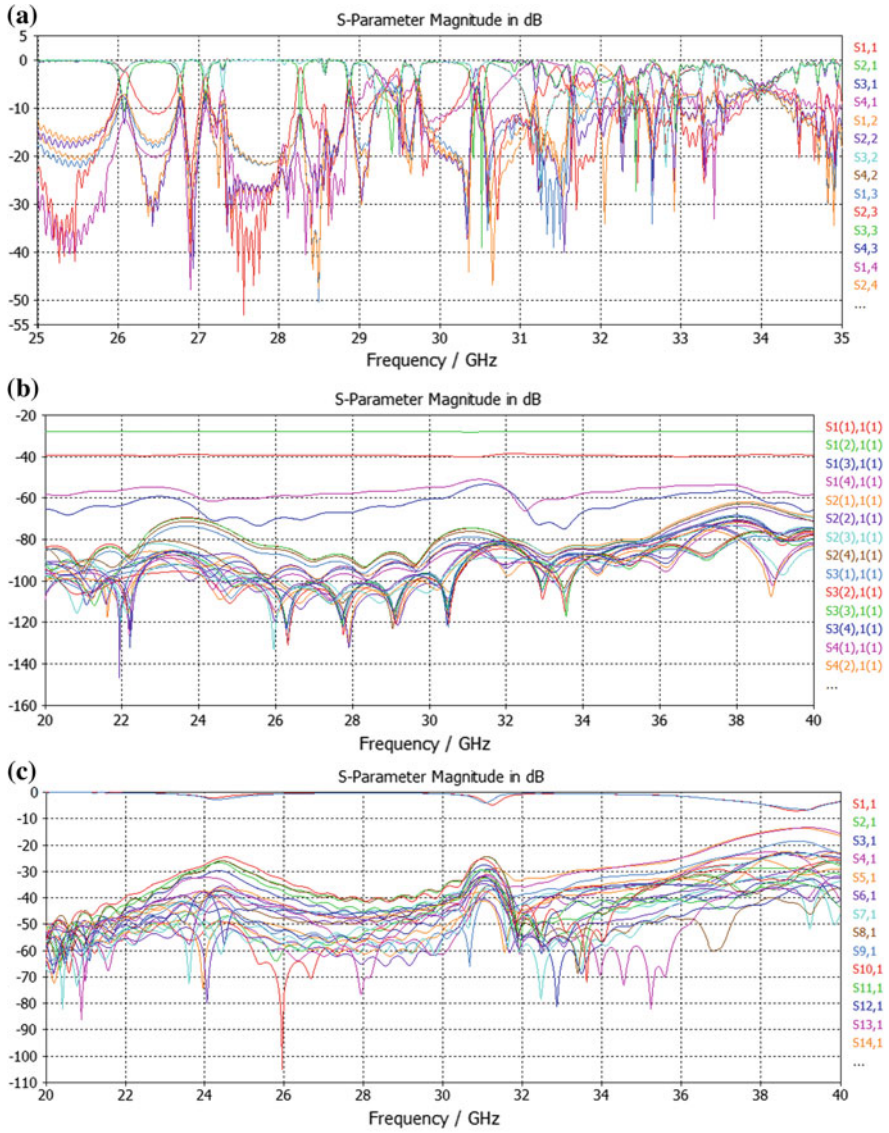 (a)
S-Parameter Magnitude in dB
5
0
-10
-20
-30
-40
-50
-55
25 26 27 28 29 30 31 32 33 34 35
Frequency / GHz
S1,1
S2,1
S3,1
S4,1
S1,2
S2,2
S3,2
S4,2
S1,3
S2,3
S3,3
S4,3
S1,4
S2,4
...
(b)
S-Parameter Magnitude in dB
-20
-40
-60
-80
-100
-120
-140
-160
20 22 24 26 28 30 32 34 36 38 40
Frequency / GHz
S1(1),1(1)
S1(2),1(1)
S1(3),1(1)
S1(4),1(1)
S2(1),1(1)
S2(2),1(1)
S2(3),1(1)
S2(4),1(1)
S3(1),1(1)
S3(2),1(1)
S3(3),1(1)
S3(4),1(1)
S4(1),1(1)
S4(2),1(1)
...
(c)
S-Parameter Magnitude in dB
0
-10
-20
-30
-40
-50
-60
-70
-80
-90
-100
-110
20 22 24 26 28 30 32 34 36 38 40
Frequency / GHz
S1,1
S2,1
S3,1
S4,1
S5,1
S6,1
S7,1
S8,1
S9,1
S10,1
S11,1
S12,1
S13,1
S14,1
...